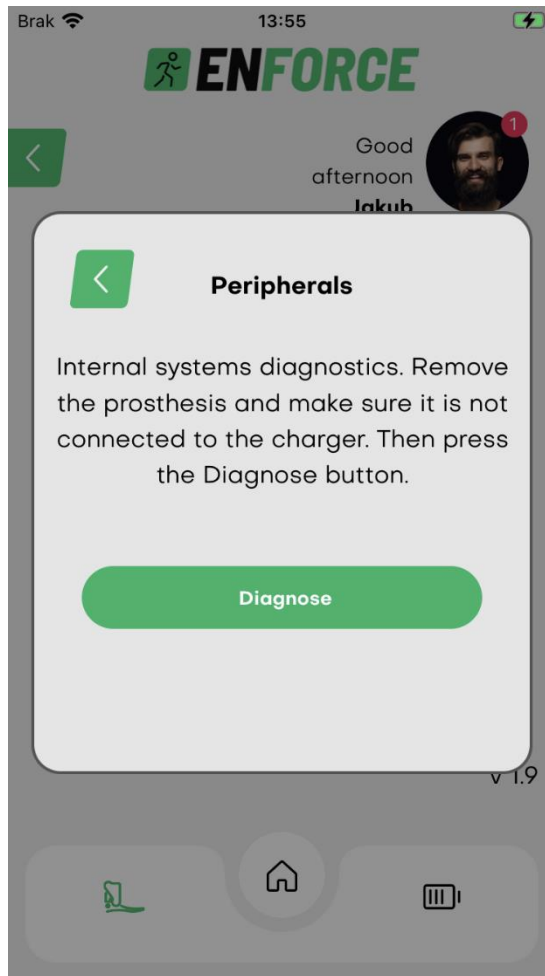 Brak 13:55
ENFORCE
1
Good
afternoon
Jakub
Peripherals
Internal systems diagnostics. Remove
the prosthesis and make sure it is not
connected to the charger. Then press
the Diagnose button.
Diagnose
v 1.9